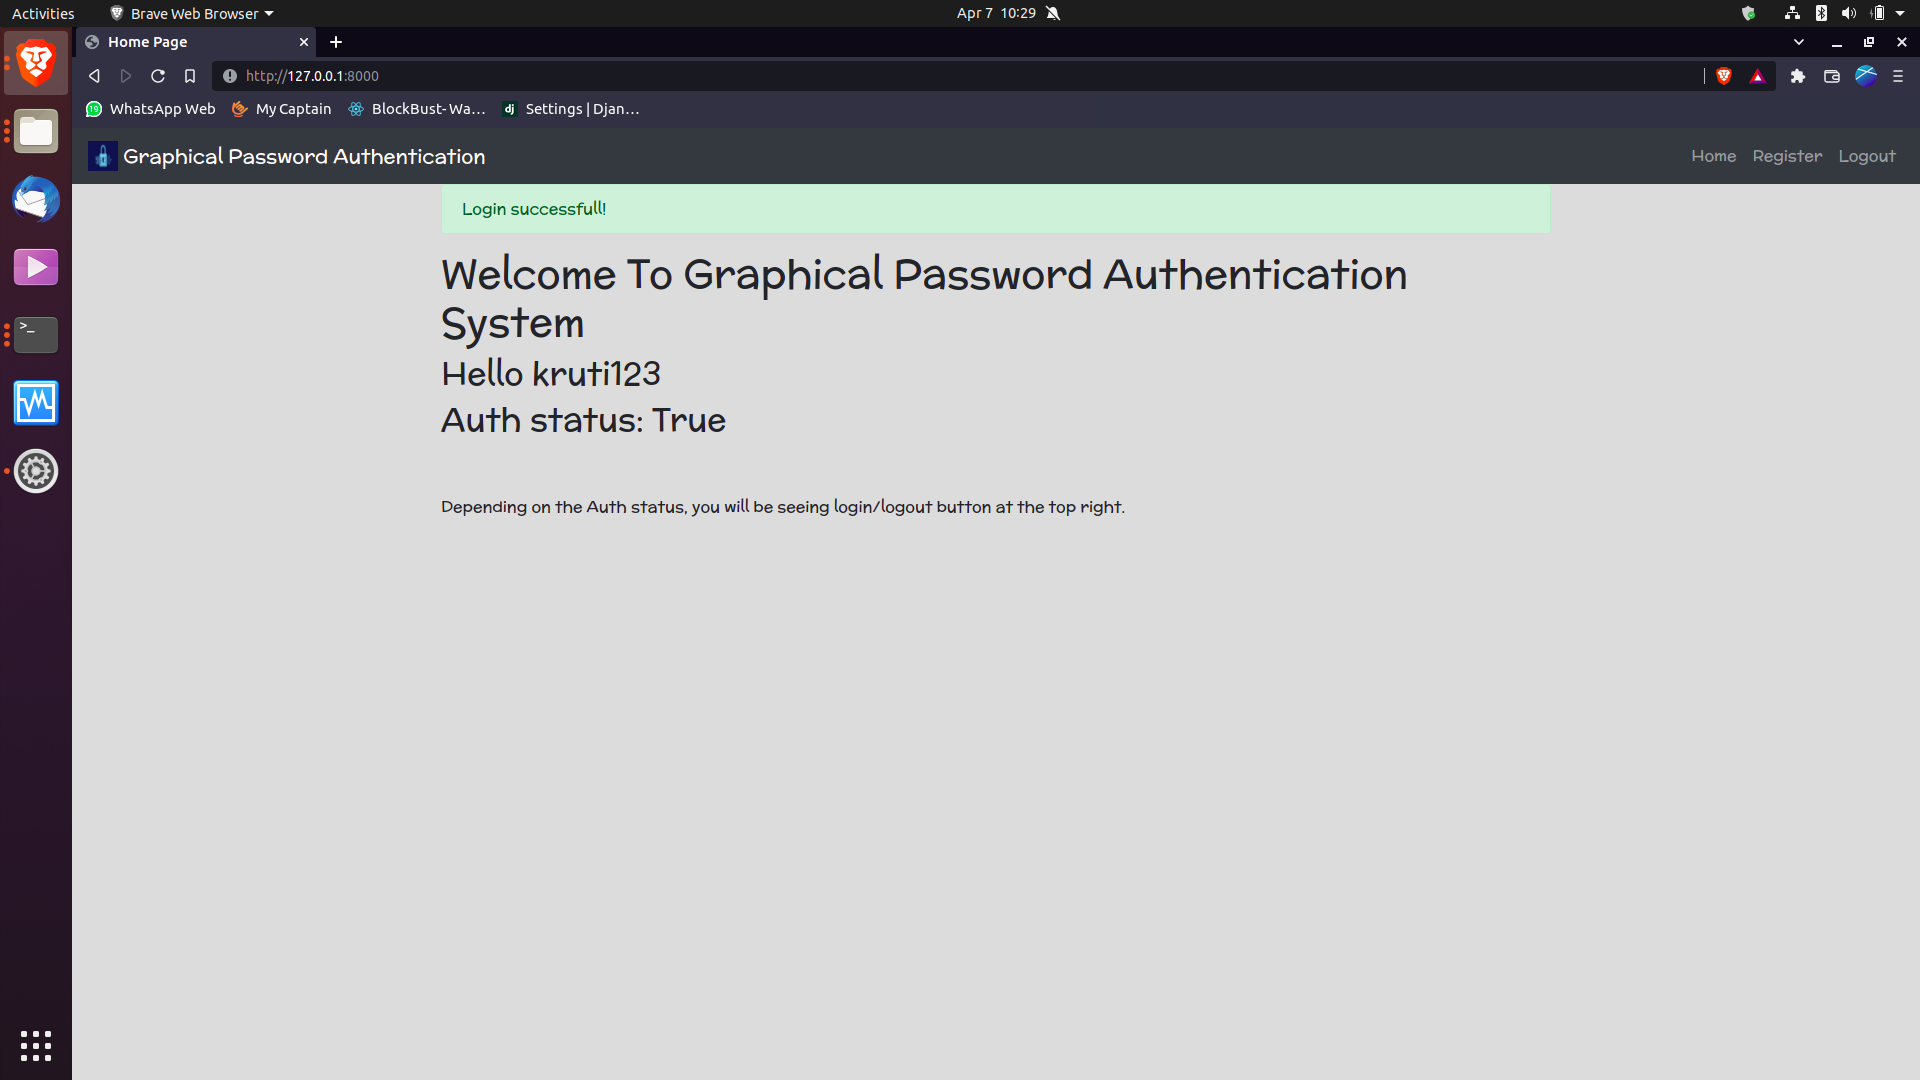 Activities Brave Web Browser Apr 7 10:29
Home Page
http://127.0.0.1:8000
19 WhatsApp Web My Captain BlockBust- Wa... dj Settings | Djan...
Graphical Password Authentication Home Register Logout
Login successfull!
Welcome To Graphical Password Authentication
System
Hello kruti123
Auth status: True
Depending on the Auth status, you will be seeing login/logout button at the top right.
>_